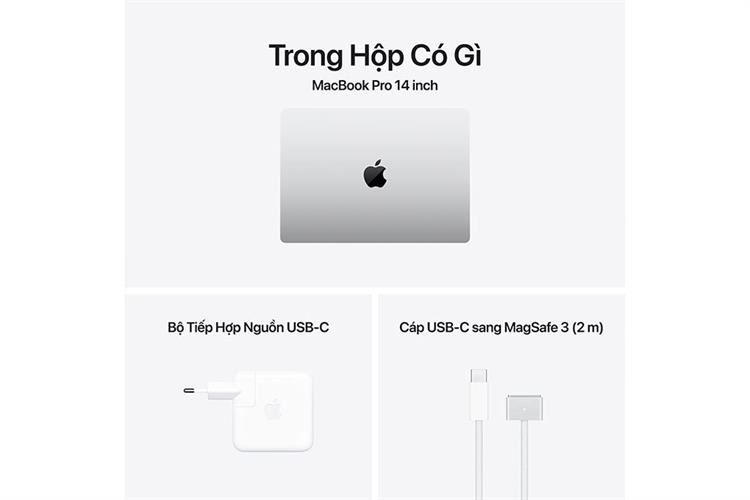 Trong Hộp Có Gì
MacBook Pro 14 inch
Bộ Tiếp Hợp Nguồn USB-C
Cáp USB-C sang MagSafe 3 (2 m)